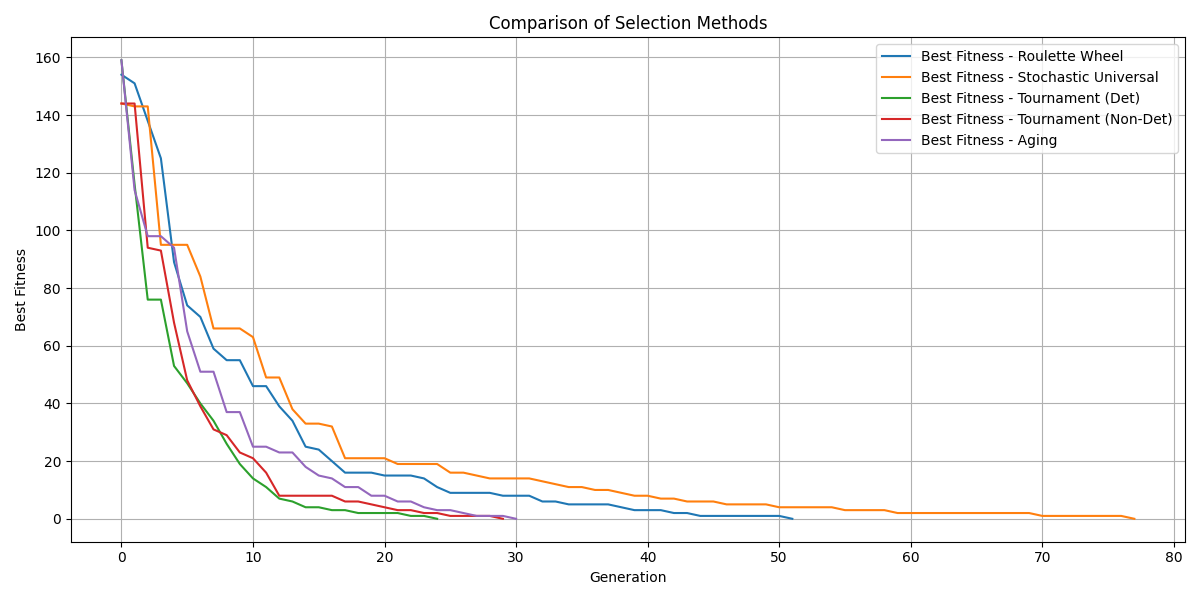 Comparison of Selection Methods
Best Fitness - Roulette Wheel
Best Fitness - Stochastic Universal
Best Fitness - Tournament (Det)
Best Fitness - Tournament (Non-Det)
Best Fitness - Aging
Best Fitness
160
140
120
100
80
60
40
20
0
0 10 20 30 40 50 60 70 80
Generation